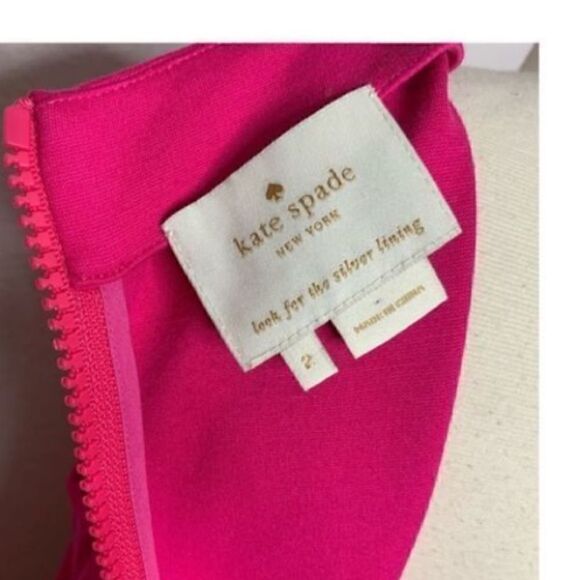 kate spade
NEW YORK
look for the silver lining
2
MADE IN CHINA